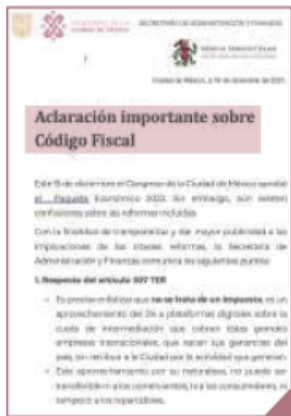 SECRETARÍA DE ADMINISTRACIÓN Y FINANZAS
CIUDAD DE MÉXICO
Ciudad de México, a de diciembre de 2021
Aclaración importante sobre
Código Fiscal
Este 15 de diciembre el Congreso de la Ciudad de México aprobó
el Paquete Económico 2022. Sin embargo, aún existen
confusiones sobre las reformas incluidas.
Con la finalidad de transparentar y dar mayor publicidad a las
implicaciones de las citadas reformas, la Secretaría de
Administración y Finanzas comunica los siguientes puntos:
1. Respecto del artículo 307 TER
Es preciso enfatizar que no se trata de un impuesto, es un
aprovechamiento del 2% a plataformas digitales sobre la
cuota de intermediación que cobran estas grandes
empresas trasnacionales, que sacan sus ganancias del
país, sin retribuir a la Ciudad por la actividad que generan.
Este aprovechamiento por su naturaleza, no puede ser
transferible ni a los comerciantes, ni a los consumidores, ni
tampoco a los repartidores.